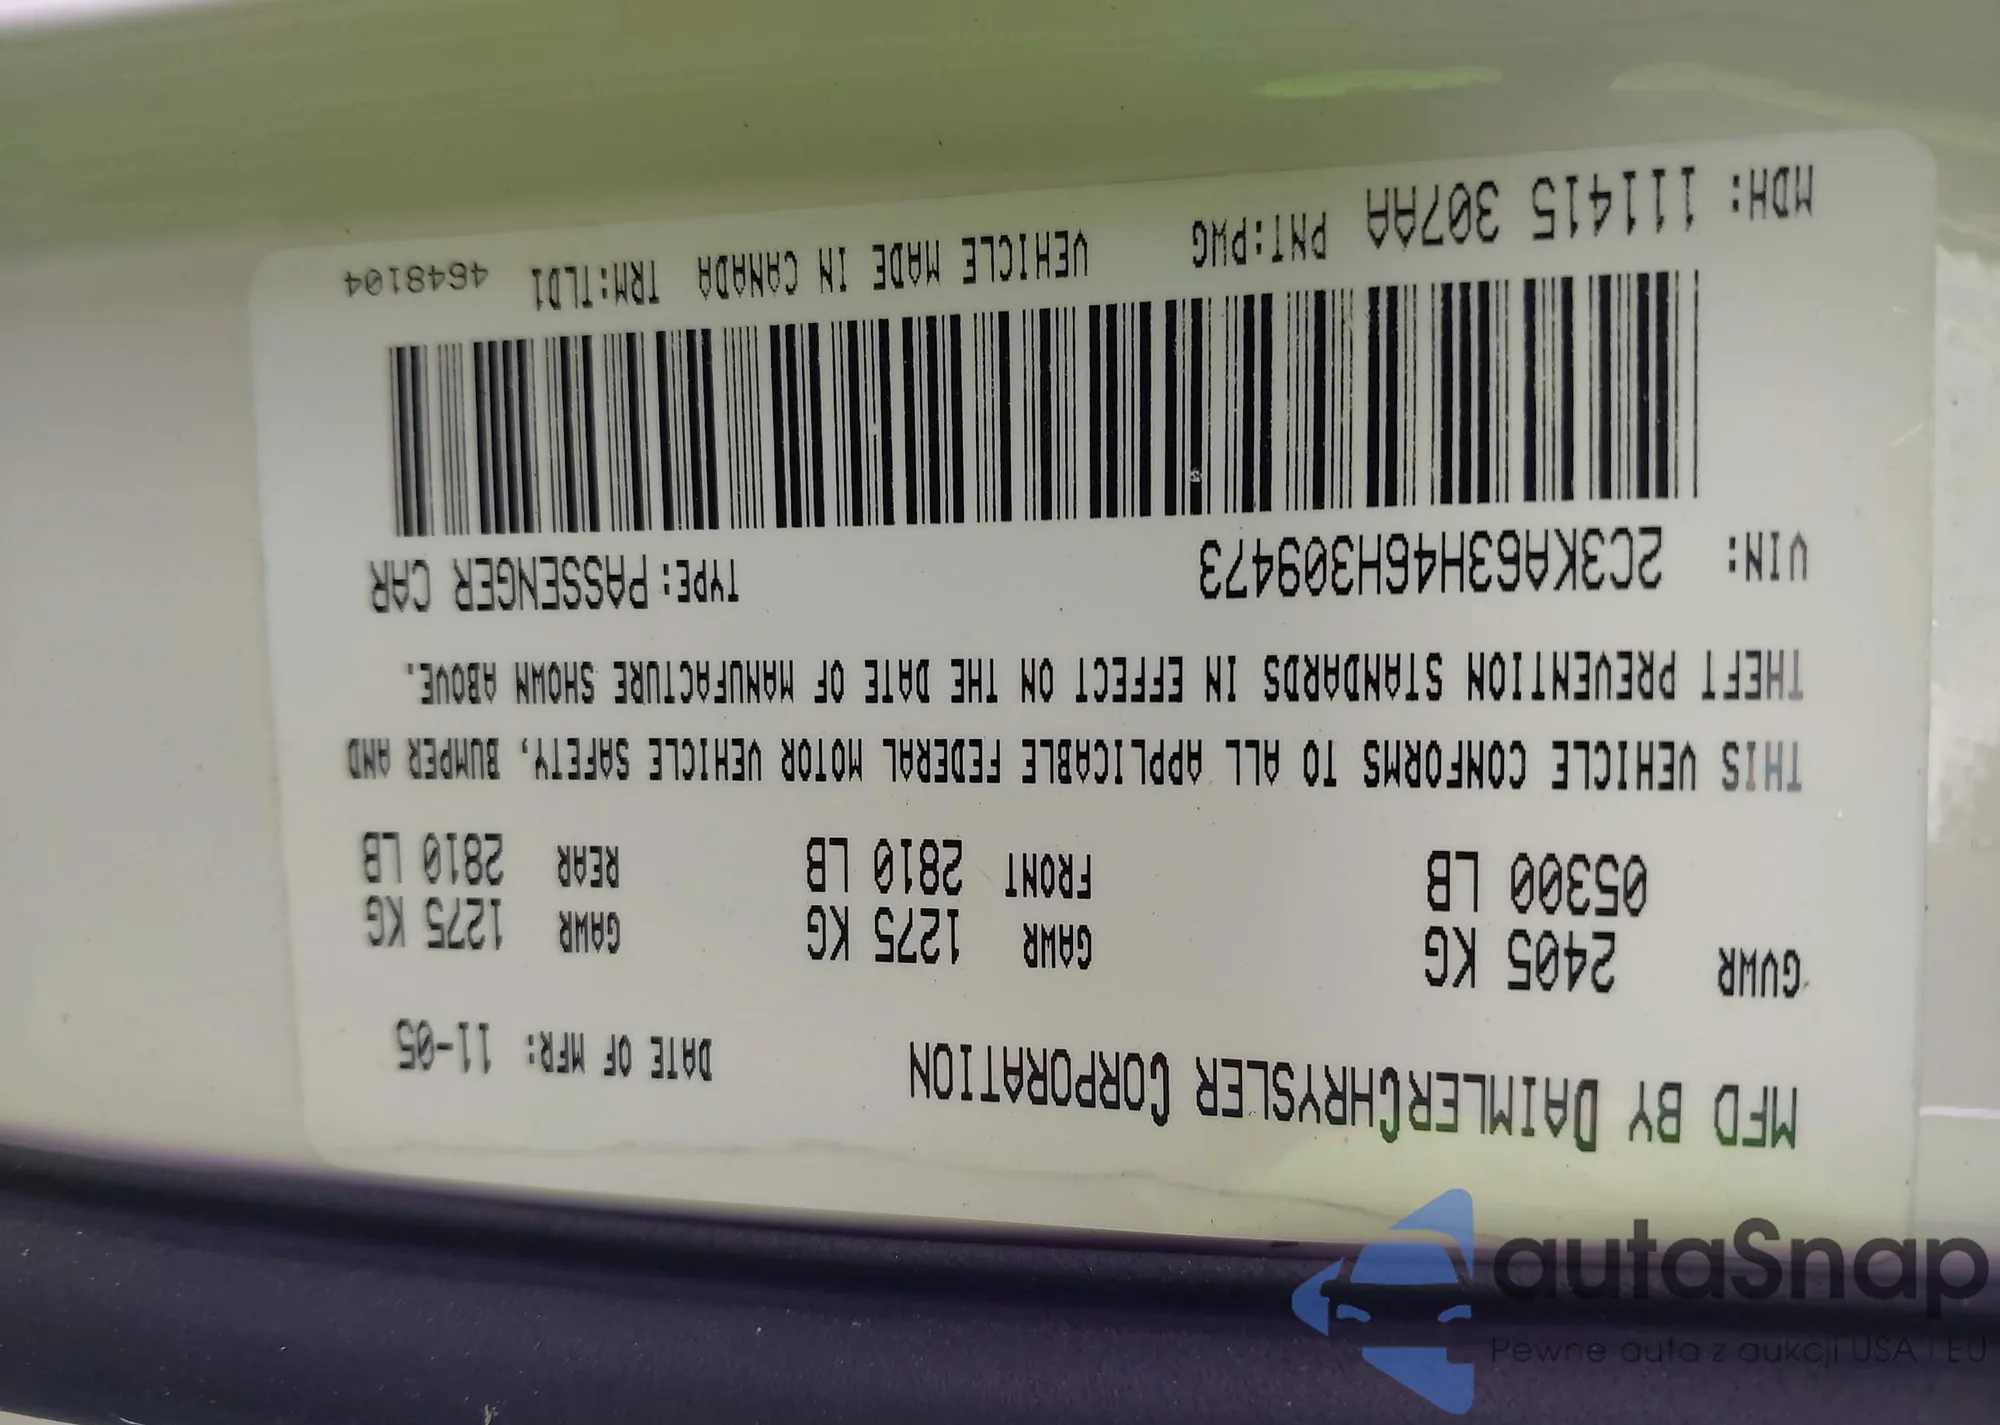 MFD BY DAIMLERCHRYSLER CORPORATION DATE OF MFR: 11-05
GVWR 2405 KG GAWR 1275 KG GAWR 1275 KG
05300 LB FRONT 2810 LB REAR 2810 LB
THIS VEHICLE CONFORMS TO ALL APPLICABLE FEDERAL MOTOR VEHICLE SAFETY, BUMPER AND
THEFT PREVENTION STANDARDS IN EFFECT ON THE DATE OF MANUFACTURE SHOWN ABOVE.
VIN: 2C3KA63H46H309473 TYPE: PASSENGER CAR
MDH: 111415 307AA PNT:PWG VEHICLE MADE IN CANADA TRM:TLD1 4648104
autaSnap
Pewne auta z aukcji USA i EU